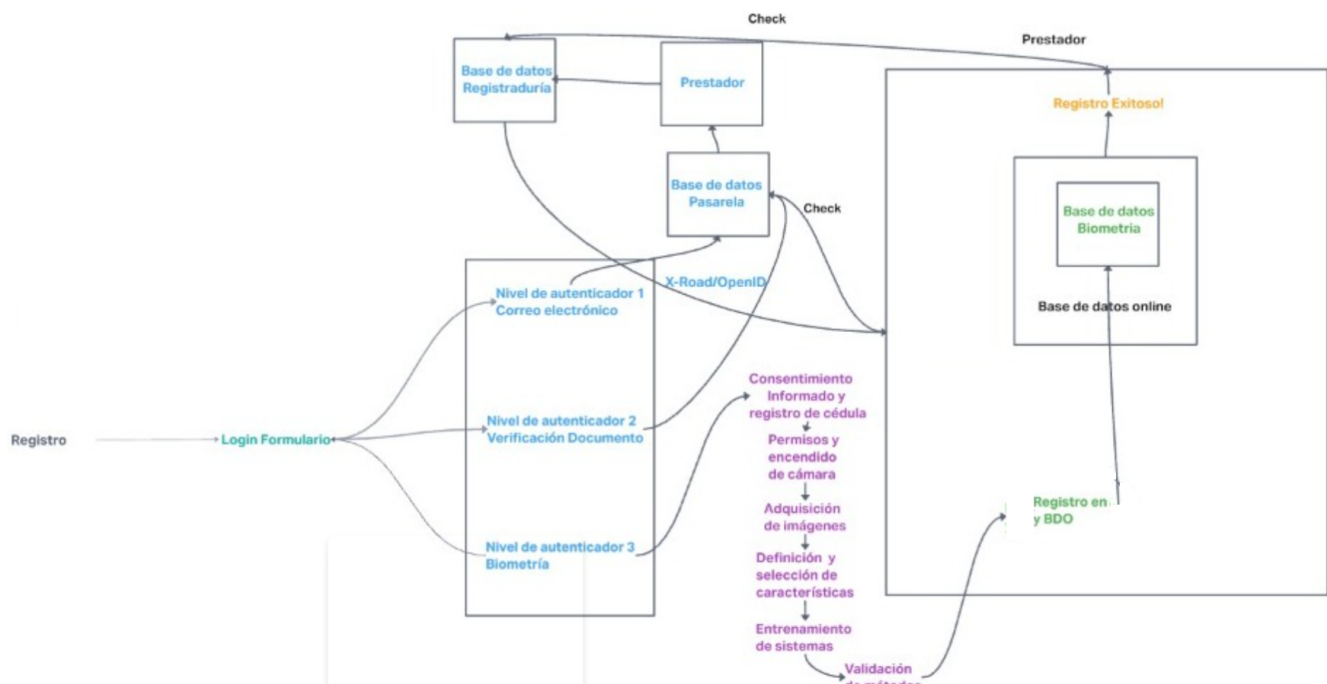 Check
Prestador
Base de datos
Registraduría
Prestador
Registro Exitoso!
Base de datos
Pasarela
Check
Base de datos
Biometria
Base de datos online
X-Road/OpenID
Nivel de autenticador 1
Correo electrónico
Registro
Login Formulario
Nivel de autenticador 2
Verificación Documento
Nivel de autenticador 3
Biometría
Consentimiento
Informado y
registro de cédula
Permisos y
encendido
de cámara
Adquisición
de imágenes
Definición y
selección de
características
Entrenamiento
de sistemas
Validación
de métodos
Registro en
y BDO